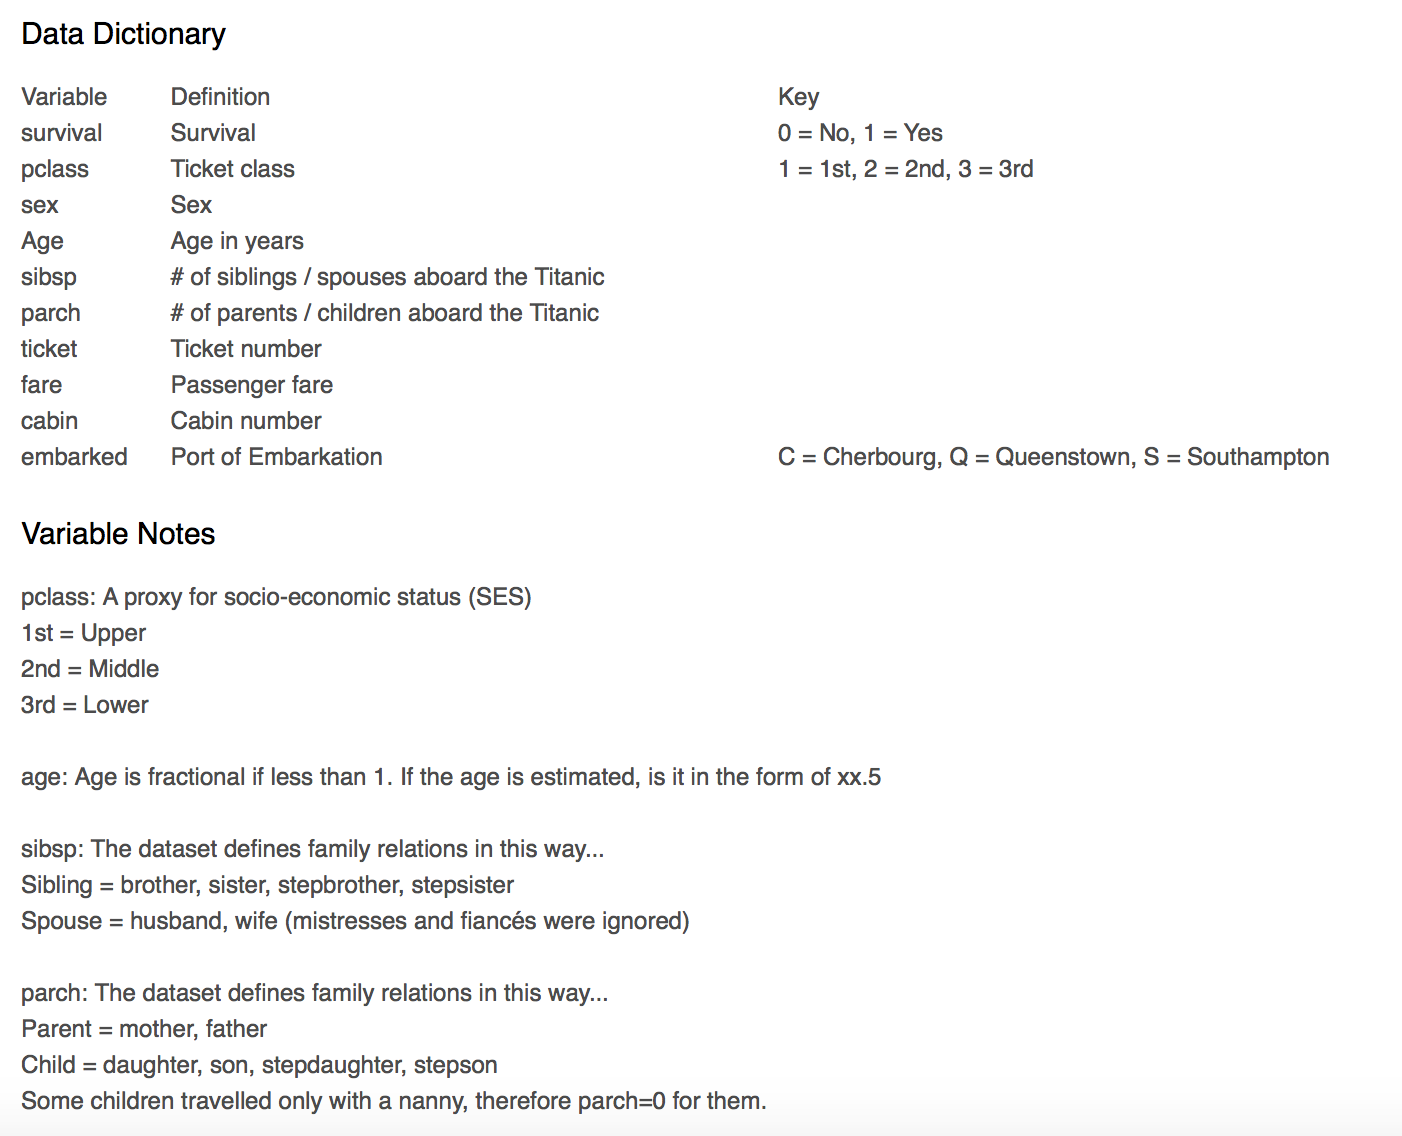 Data Dictionary
Variable Definition Key
survival Survival 0 = No, 1 = Yes
pclass Ticket class 1 = 1st, 2 = 2nd, 3 = 3rd
sex Sex
Age Age in years
sibsp # of siblings / spouses aboard the Titanic
parch # of parents / children aboard the Titanic
ticket Ticket number
fare Passenger fare
cabin Cabin number
embarked Port of Embarkation C = Cherbourg, Q = Queenstown, S = Southampton
Variable Notes
pclass: A proxy for socio-economic status (SES)
1st = Upper
2nd = Middle
3rd = Lower
age: Age is fractional if less than 1. If the age is estimated, is it in the form of xx.5
sibsp: The dataset defines family relations in this way...
Sibling = brother, sister, stepbrother, stepsister
Spouse = husband, wife (mistresses and fiancés were ignored)
parch: The dataset defines family relations in this way...
Parent = mother, father
Child = daughter, son, stepdaughter, stepson
Some children travelled only with a nanny, therefore parch=0 for them.